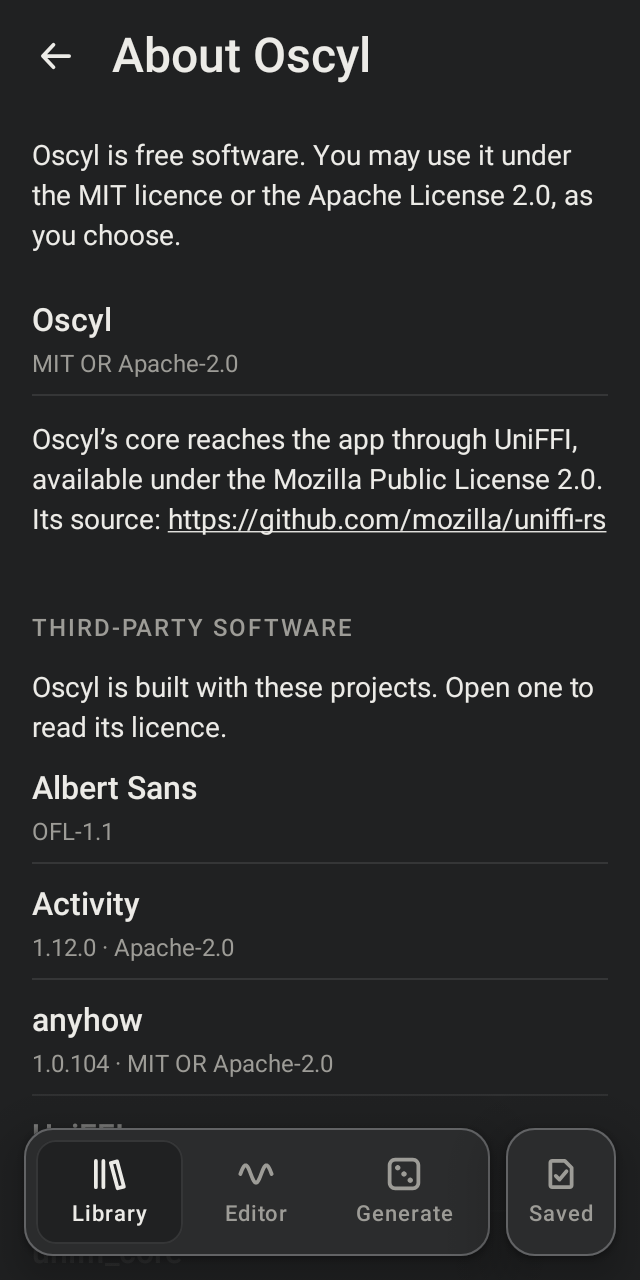 About Oscyl
Oscyl is free software. You may use it under
the MIT licence or the Apache License 2.0, as
you choose.
Oscyl
MIT OR Apache-2.0
Oscyl’s core reaches the app through UniFFI,
available under the Mozilla Public License 2.0.
Its source: https://github.com/mozilla/uniffi-rs
THIRD-PARTY SOFTWARE
Oscyl is built with these projects. Open one to
read its licence.
Albert Sans
OFL-1.1
Activity
1.12.0 · Apache-2.0
anyhow
1.0.104 · MIT OR Apache-2.0
Library
Editor
Generate
Saved